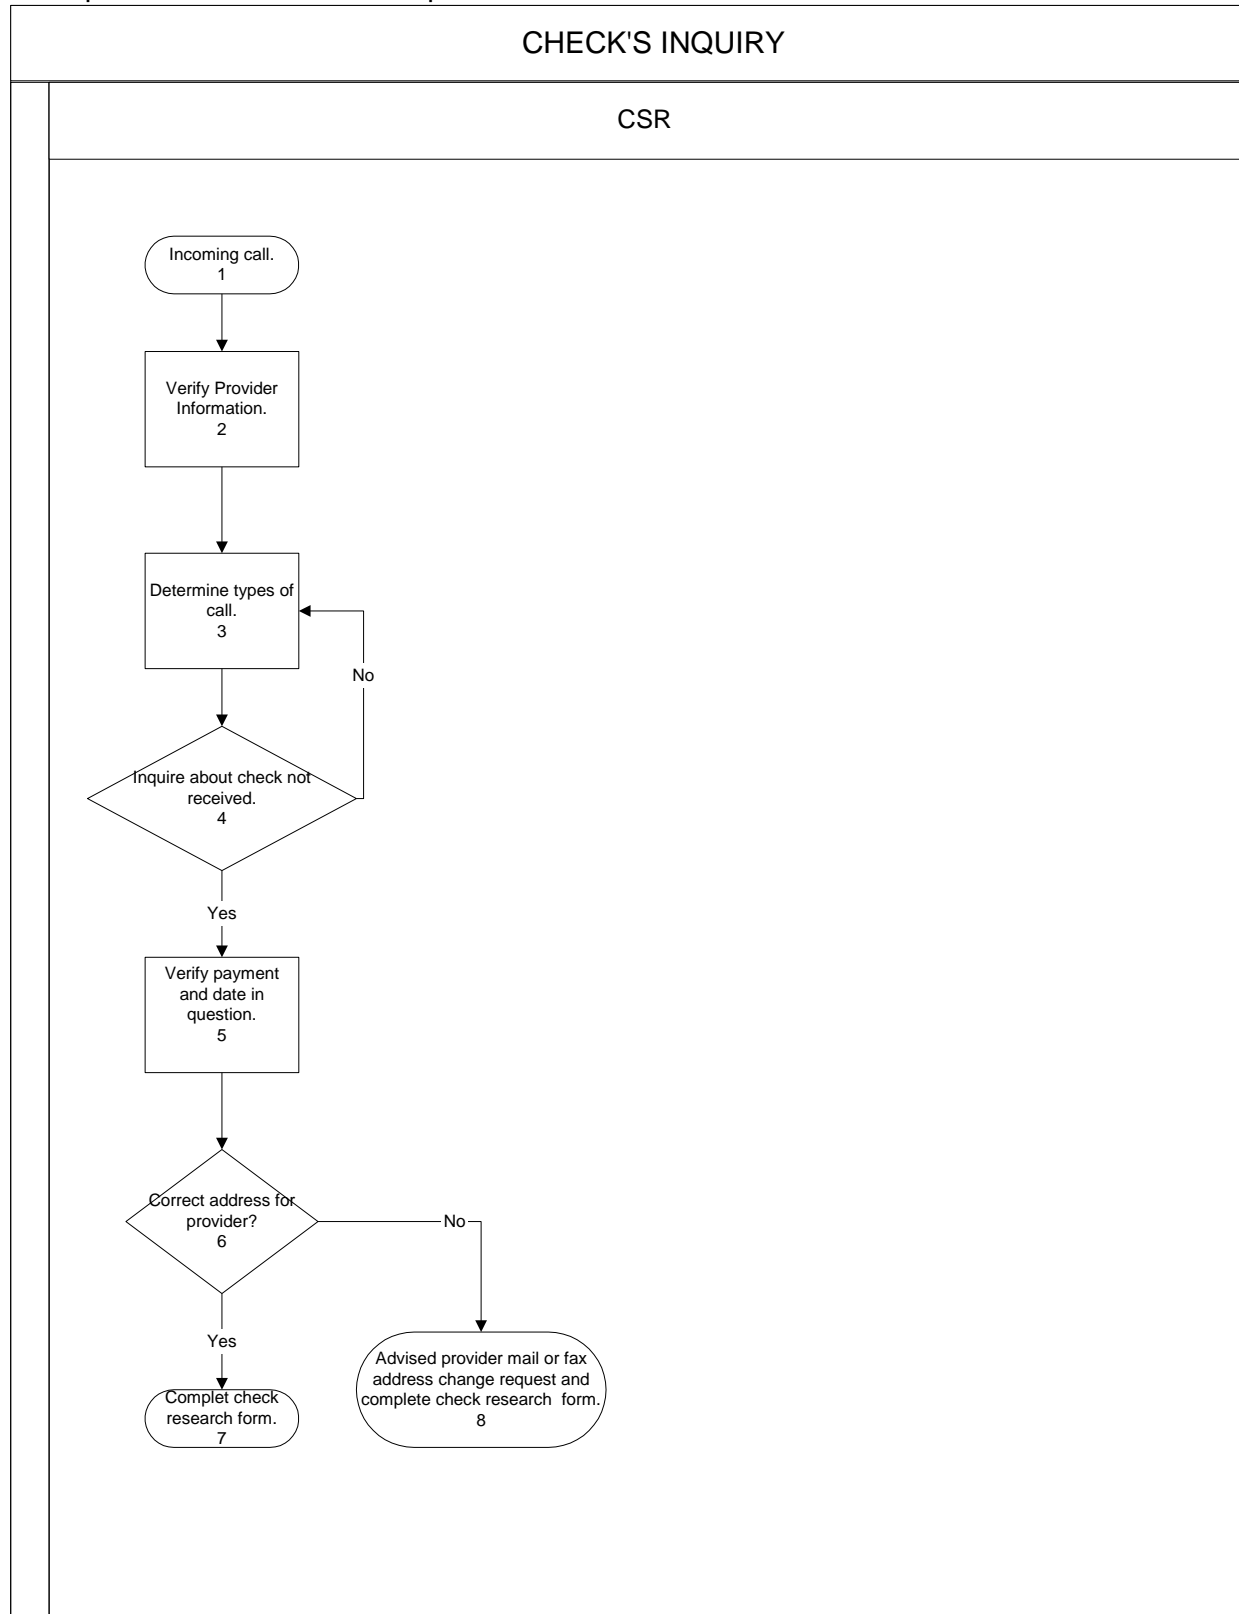 CHECK'S INQUIRY
CSR
Incoming call.
1
Verify Provider
Information.
2
Determine types of
call.
3
No
Inquire about check not
received.
4
Yes
Verify payment
and date in
question.
5
Correct address for
provider?
6
No
Yes
Advised provider mail or fax
address change request and
complete check research form.
8
Complet check
research form.
7